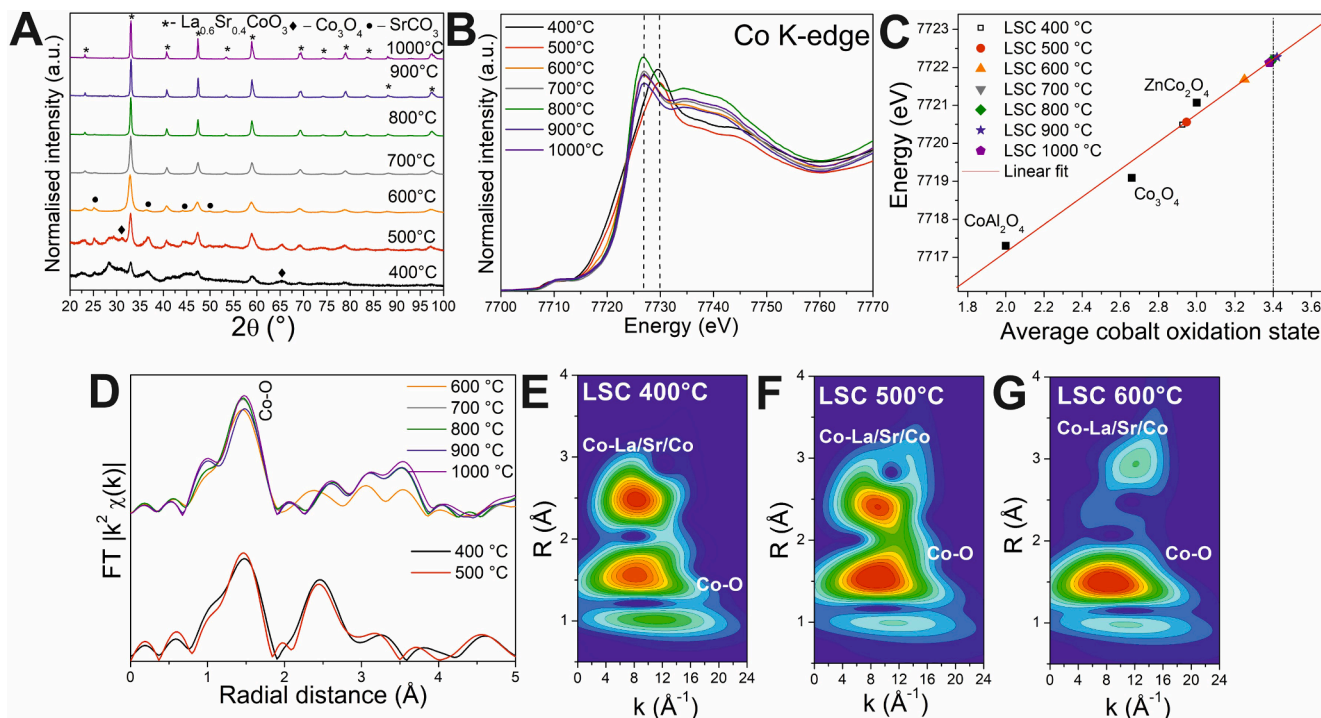 A
*- La0.6Sr0.4CoO3 ♦ – Co3O4 ● – SrCO3
1000°C
900°C
800°C
700°C
600°C
500°C
400°C
Normalised intensity (a.u.)
20 25 30 35 40 45 50 55 60 65 70 75 80 85 90 95 100
2θ (°)
B
Co K-edge
400°C
500°C
600°C
700°C
800°C
900°C
1000°C
Normalised intensity (a.u.)
7700 7710 7720 7730 7740 7750 7760 7770
Energy (eV)
C
LSC 400 °C
LSC 500 °C
LSC 600 °C
LSC 700 °C
LSC 800 °C
LSC 900 °C
LSC 1000 °C
Linear fit
ZnCo2O4
Co3O4
CoAl2O4
Energy (eV)
7723
7722
7721
7720
7719
7718
7717
1.8 2.0 2.2 2.4 2.6 2.8 3.0 3.2 3.4 3.6
Average cobalt oxidation state
D
Co-O
600 °C
700 °C
800 °C
900 °C
1000 °C
400 °C
500 °C
FT |k2 χ(k)|
0 1 2 3 4 5
Radial distance (Å)
E
LSC 400°C
Co-La/Sr/Co
Co-O
R (Å)
4
3
2
1
0 4 8 12 16 20 24
k (Å-1)
F
LSC 500°C
Co-La/Sr/Co
Co-O
R (Å)
4
3
2
1
0 4 8 12 16 20 24
k (Å-1)
G
LSC 600°C
Co-La/Sr/Co
Co-O
R (Å)
4
3
2
1
0 4 8 12 16 20 24
k (Å-1)